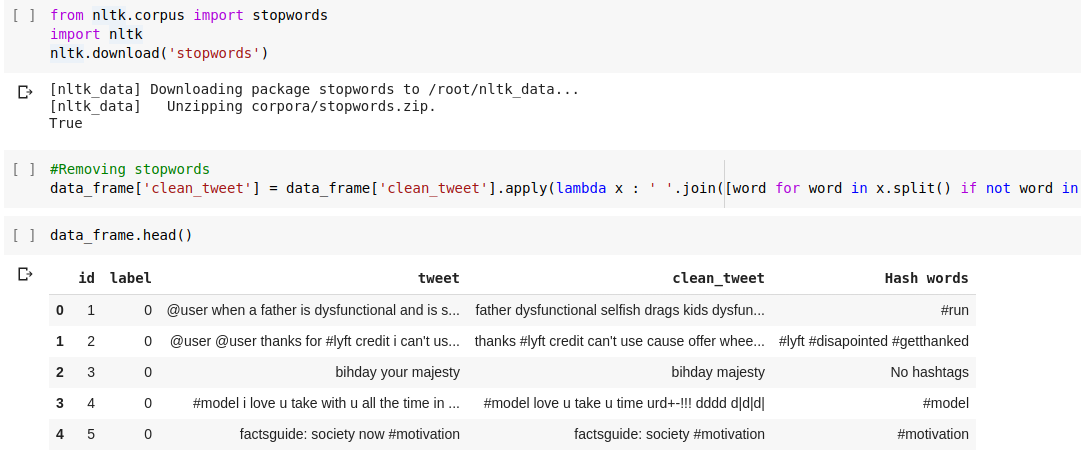 [ ] from nltk.corpus import stopwords
import nltk
nltk.download('stopwords')
[nltk_data] Downloading package stopwords to /root/nltk_data...
[nltk_data]   Unzipping corpora/stopwords.zip.
True
[ ] #Removing stopwords
data_frame['clean_tweet'] = data_frame['clean_tweet'].apply(lambda x : ' '.join([word for word in x.split() if not word in
[ ] data_frame.head()
id label tweet clean_tweet Hash words
0 1 0 @user when a father is dysfunctional and is s... father dysfunctional selfish drags kids dysfun... #run
1 2 0 @user @user thanks for #lyft credit i can't us... thanks #lyft credit can't use cause offer whee... #lyft #disapointed #getthanked
2 3 0 bihday your majesty bihday majesty No hashtags
3 4 0 #model i love u take with u all the time in ... #model love u take u time urd+-!!! dddd d|d|d| #model
4 5 0 factsguide: society now #motivation factsguide: society #motivation #motivation